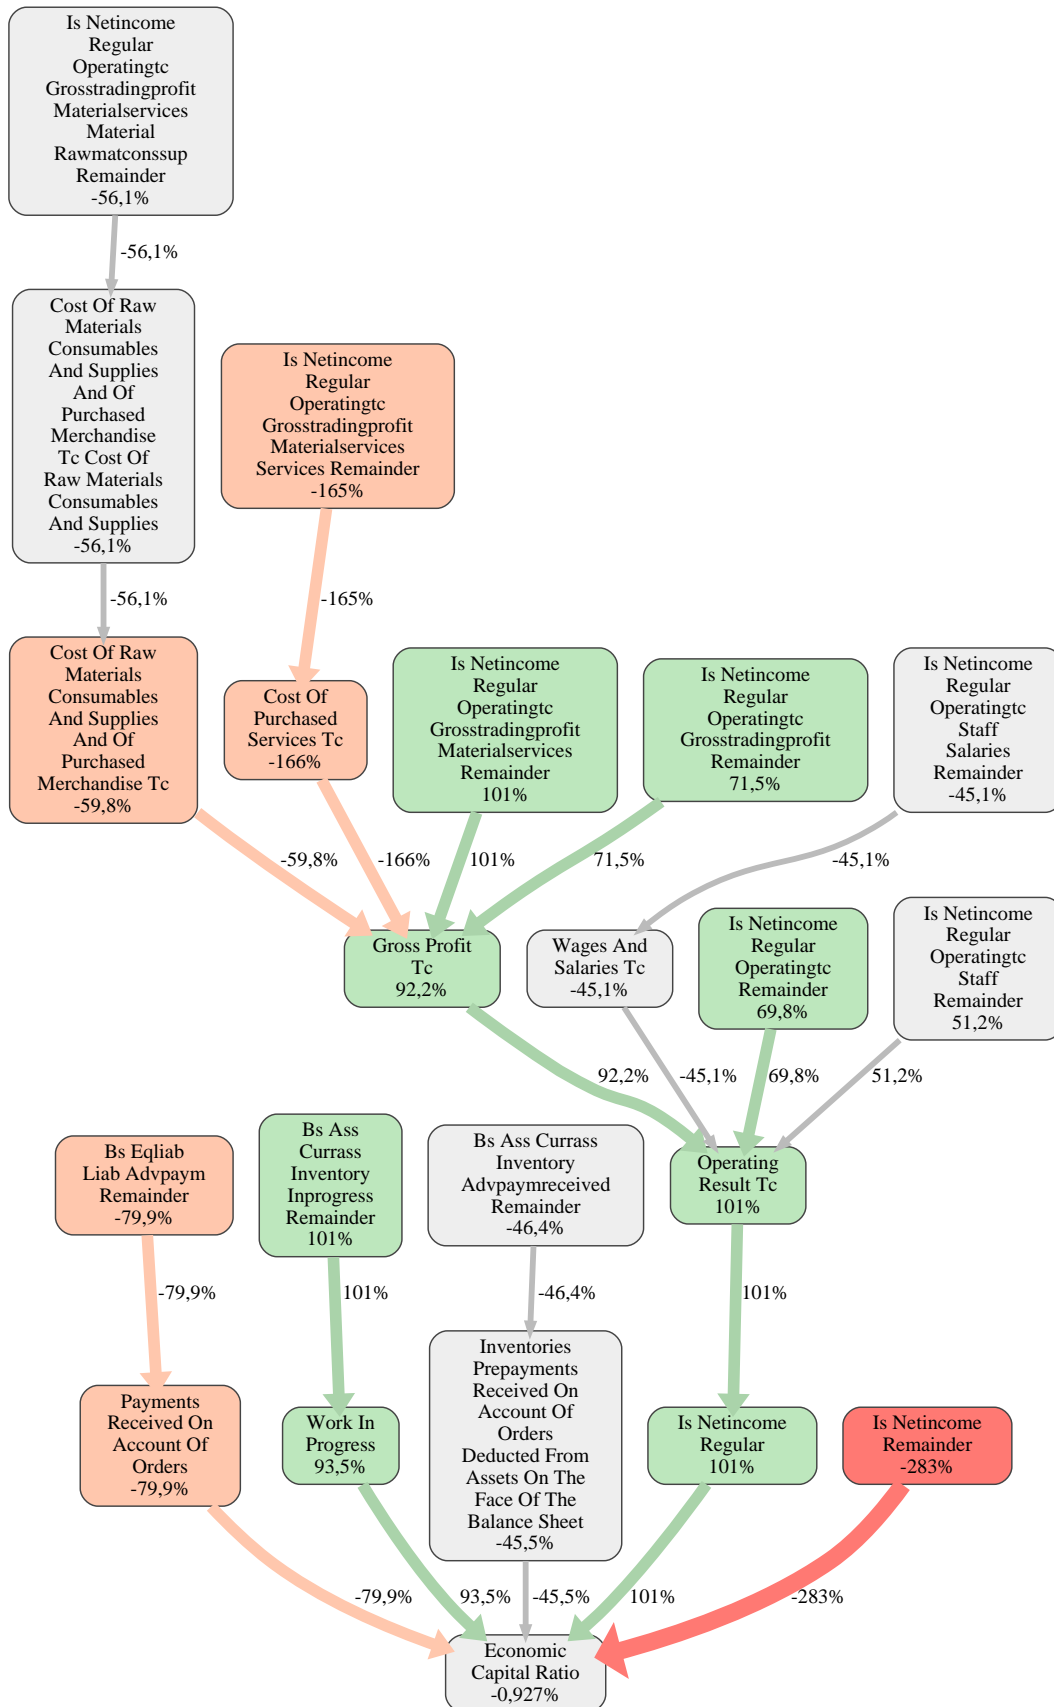 Is Netincome
Regular
Operatingtc
Grosstradingprofit
Materialservices
Material
Rawmatconssup
Remainder
-56,1%
-56,1%
Cost Of Raw
Materials
Consumables
And Supplies
And Of
Purchased
Merchandise
Tc Cost Of
Raw Materials
Consumables
And Supplies
-56,1%
Is Netincome
Regular
Operatingtc
Grosstradingprofit
Materialservices
Services Remainder
-165%
-56,1%
-165%
Cost Of Raw
Materials
Consumables
And Supplies
And Of
Purchased
Merchandise Tc
-59,8%
Cost Of
Purchased
Services Tc
-166%
Is Netincome
Regular
Operatingtc
Grosstradingprofit
Materialservices
Remainder
101%
Is Netincome
Regular
Operatingtc
Grosstradingprofit
Remainder
71,5%
Is Netincome
Regular
Operatingtc
Staff
Salaries
Remainder
-45,1%
-59,8%
-166%
101%
71,5%
-45,1%
Gross Profit
Tc
92,2%
Wages And
Salaries Tc
-45,1%
Is Netincome
Regular
Operatingtc
Remainder
69,8%
Is Netincome
Regular
Operatingtc
Staff
Remainder
51,2%
92,2%
-45,1%
69,8%
51,2%
Bs Eqliab
Liab Advpaym
Remainder
-79,9%
Bs Ass
Currass
Inventory
Inprogress
Remainder
101%
Bs Ass Currass
Inventory
Advpaymreceived
Remainder
-46,4%
Operating
Result Tc
101%
-79,9%
101%
-46,4%
101%
Payments
Received On
Account Of
Orders
-79,9%
Work In
Progress
93,5%
Inventories
Prepayments
Received On
Account Of
Orders
Deducted From
Assets On The
Face Of The
Balance Sheet
-45,5%
Is Netincome
Regular
101%
Is Netincome
Remainder
-283%
-79,9%
93,5%
-45,5%
101%
-283%
Economic
Capital Ratio
-0,927%